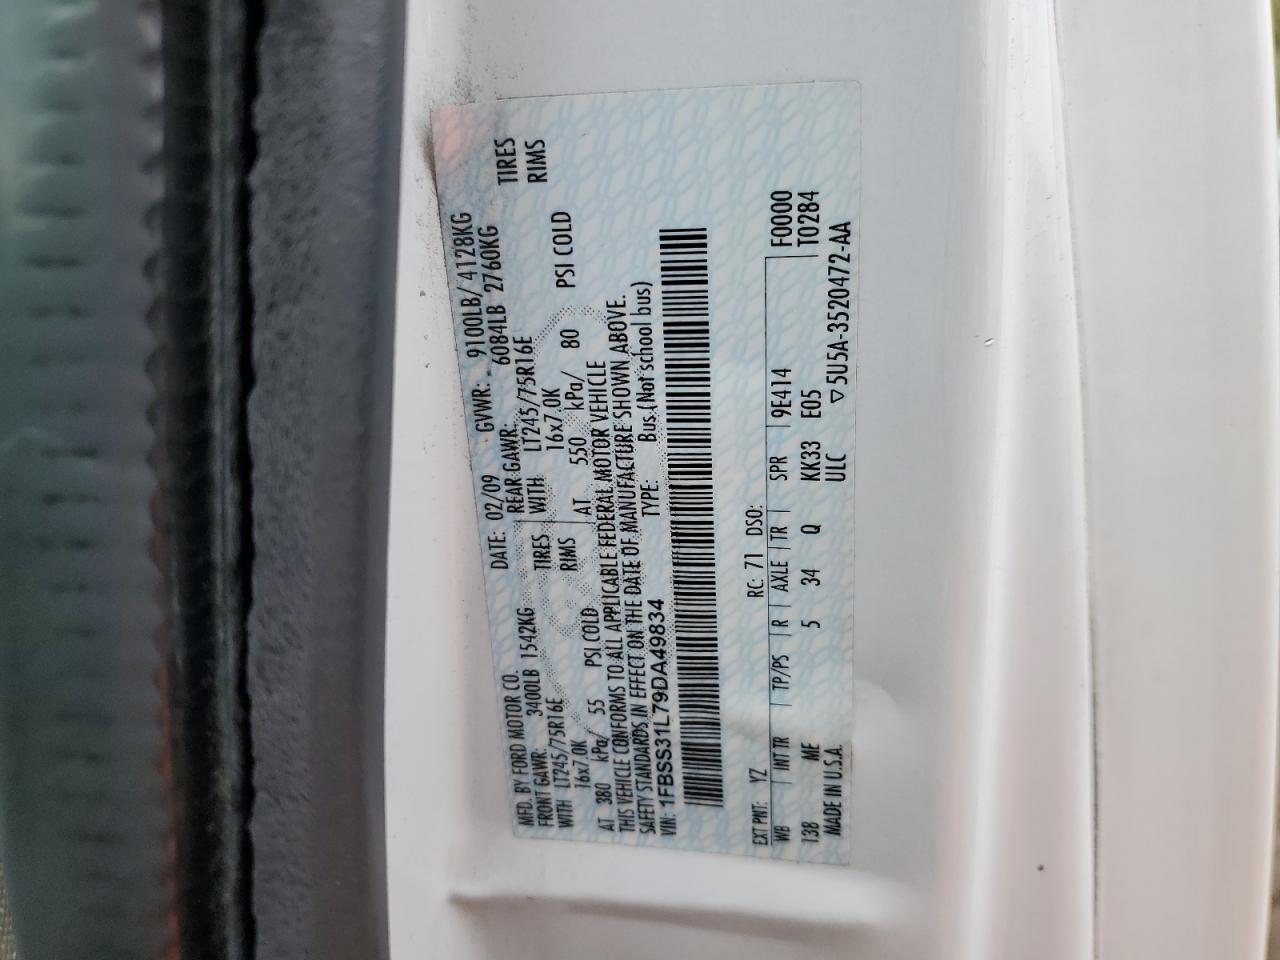 MFD. BY FORD MOTOR CO.
DATE: 02/09 GVWR: 9100LB/ 4128KG
FRONT GAWR: 3400LB 1542KG REAR GAWR: 6084LB 2760KG
WITH LT245/75R16E TIRES WITH LT245/75R16E TIRES
16x7.0K RIMS 16x7.0K RIMS
AT 380 kPa/ 55 PSI COLD AT 550 kPa/ 80 PSI COLD
THIS VEHICLE CONFORMS TO ALL APPLICABLE FEDERAL MOTOR VEHICLE
SAFETY STANDARDS IN EFFECT ON THE DATE OF MANUFACTURE SHOWN ABOVE.
VIN: 1FBSS31L79DA49834 TYPE: Bus (Not school bus)
EXT PNT: YZ RC: 71 DSO: F0000
WB INT TR TP/PS R AXLE TR SPR 9E414 T0284
138 ME 5 34 Q KK33 E05
MADE IN U.S.A. ULC ▽5U5A-3520472-AA